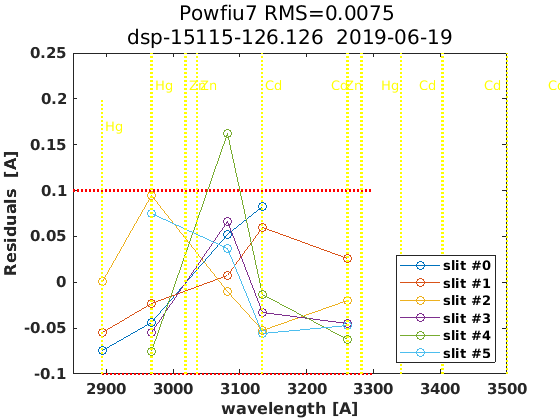 Powfiu7 RMS=0.0075
dsp-15115-126.126  2019-06-19
0.25
0.2
0.15
0.1
0.05
0
-0.05
-0.1
Residuals [A]
Hg
Hg
Zn
Cd
Cd
Hg
Cd
Cd
slit #0
slit #1
slit #2
slit #3
slit #4
slit #5
2900
3000
3100
3200
3300
3400
3500
wavelength [A]